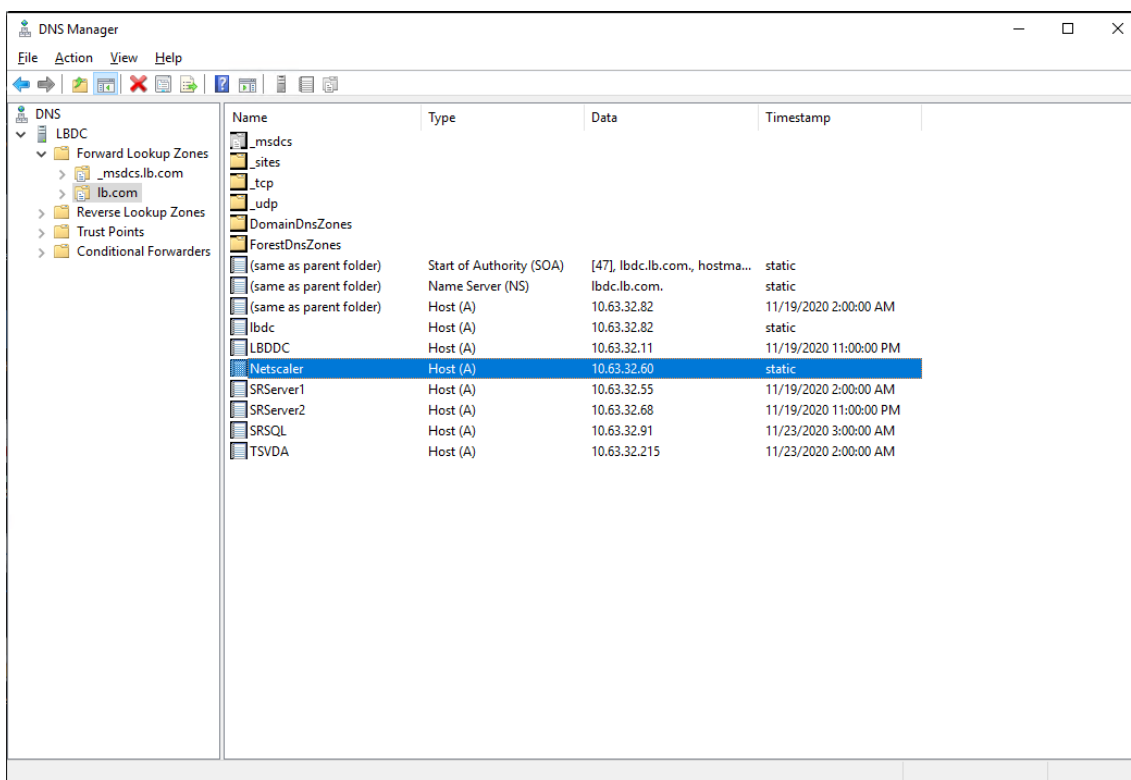 DNS Manager
File Action View Help
DNS
LBDC
Forward Lookup Zones
_msdcs.lb.com
lb.com
Reverse Lookup Zones
Trust Points
Conditional Forwarders
Name Type Data Timestamp
_msdcs
_sites
_tcp
_udp
DomainDnsZones
ForestDnsZones
(same as parent folder) Start of Authority (SOA) [47], lbdc.lb.com., hostma... static
(same as parent folder) Name Server (NS) lbdc.lb.com. static
(same as parent folder) Host (A) 10.63.32.82 11/19/2020 2:00:00 AM
lbdc Host (A) 10.63.32.82 static
LBDDC Host (A) 10.63.32.11 11/19/2020 11:00:00 PM
Netscaler Host (A) 10.63.32.60 static
SRServer1 Host (A) 10.63.32.55 11/19/2020 2:00:00 AM
SRServer2 Host (A) 10.63.32.68 11/19/2020 11:00:00 PM
SRSQL Host (A) 10.63.32.91 11/23/2020 3:00:00 AM
TSVDA Host (A) 10.63.32.215 11/23/2020 2:00:00 AM